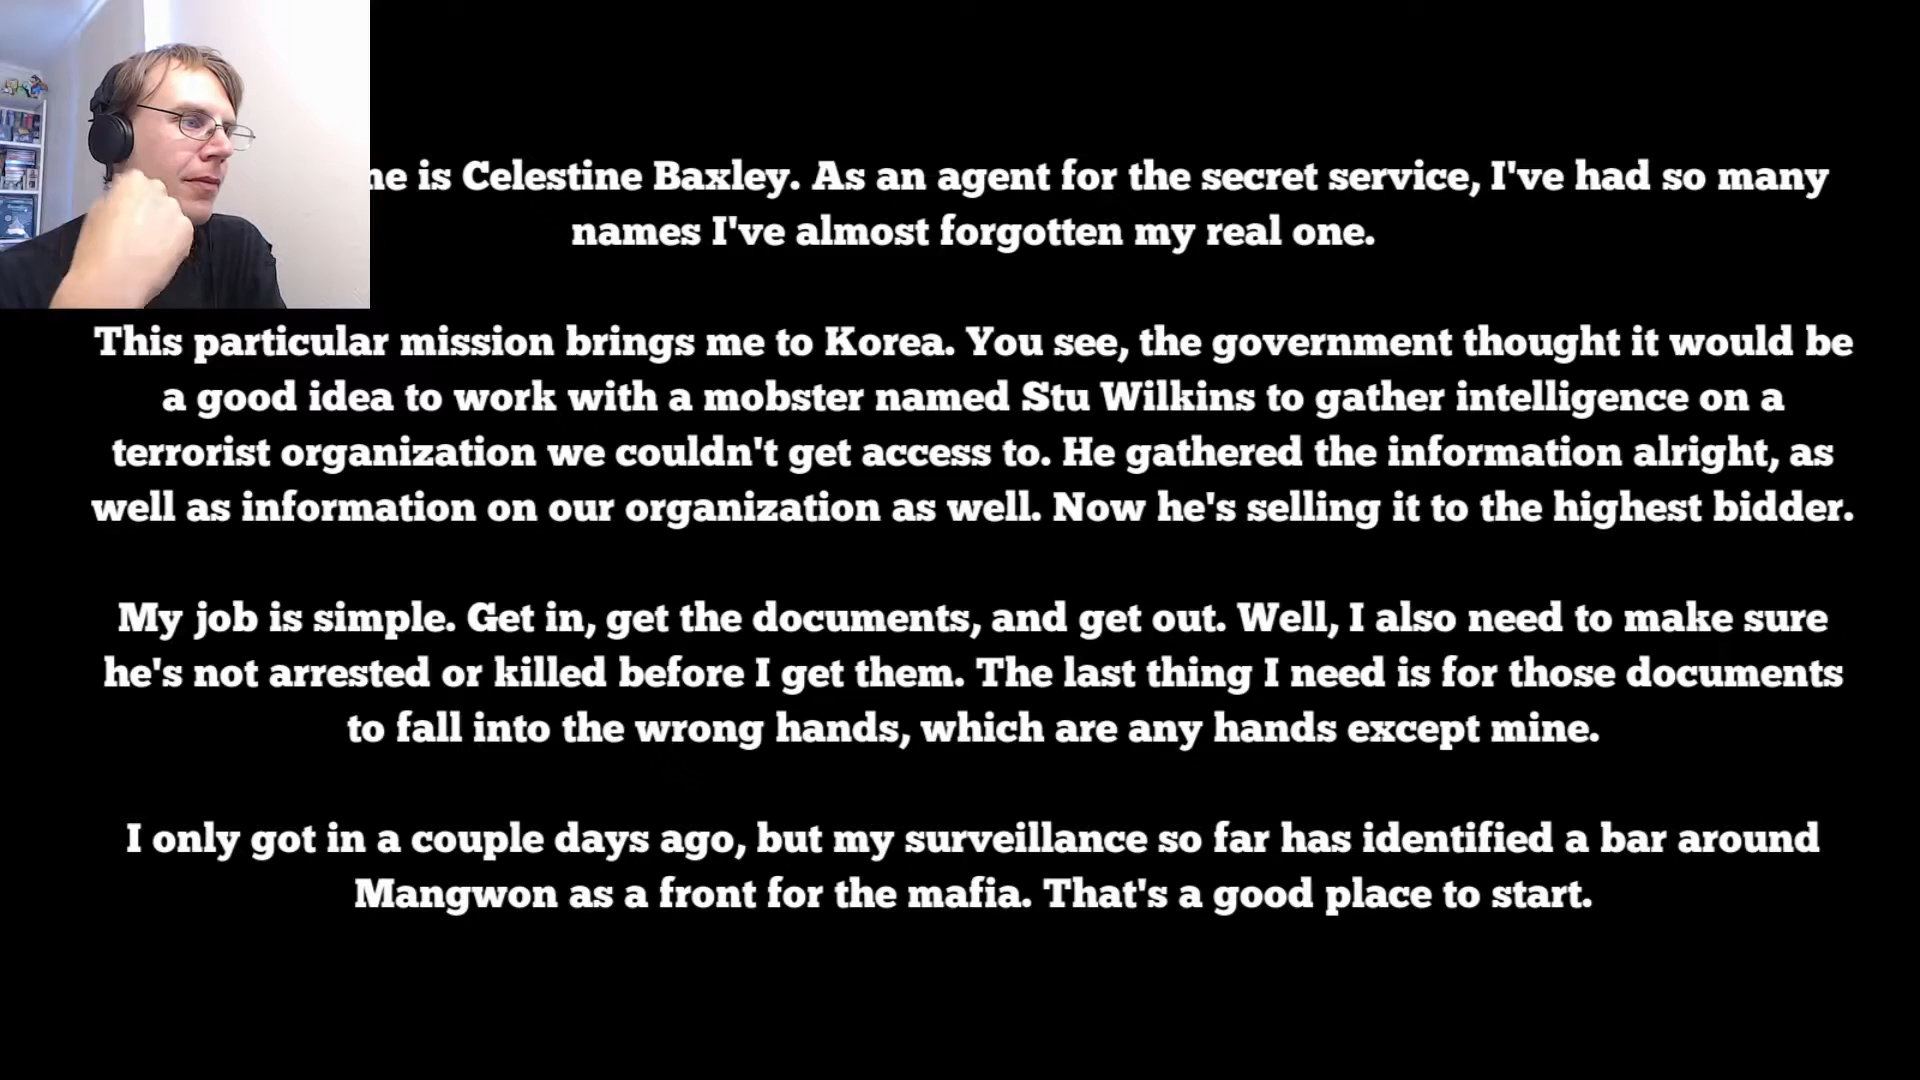 is Celestine Baxley. As an agent for the secret service, I've had so many
names I've almost forgotten my real one.
This particular mission brings me to Korea. You see, the government thought it would be
a good idea to work with a mobster named Stu Wilkins to gather intelligence on a
terrorist organization we couldn't get access to. He gathered the information alright, as
well as information on our organization as well. Now he's selling it to the highest bidder.
My job is simple. Get in, get the documents, and get out. Well, I also need to make sure
he's not arrested or killed before I get them. The last thing I need is for those documents
to fall into the wrong hands, which are any hands except mine.
I only got in a couple days ago, but my surveillance so far has identified a bar around
Mangwon as a front for the mafia. That's a good place to start.